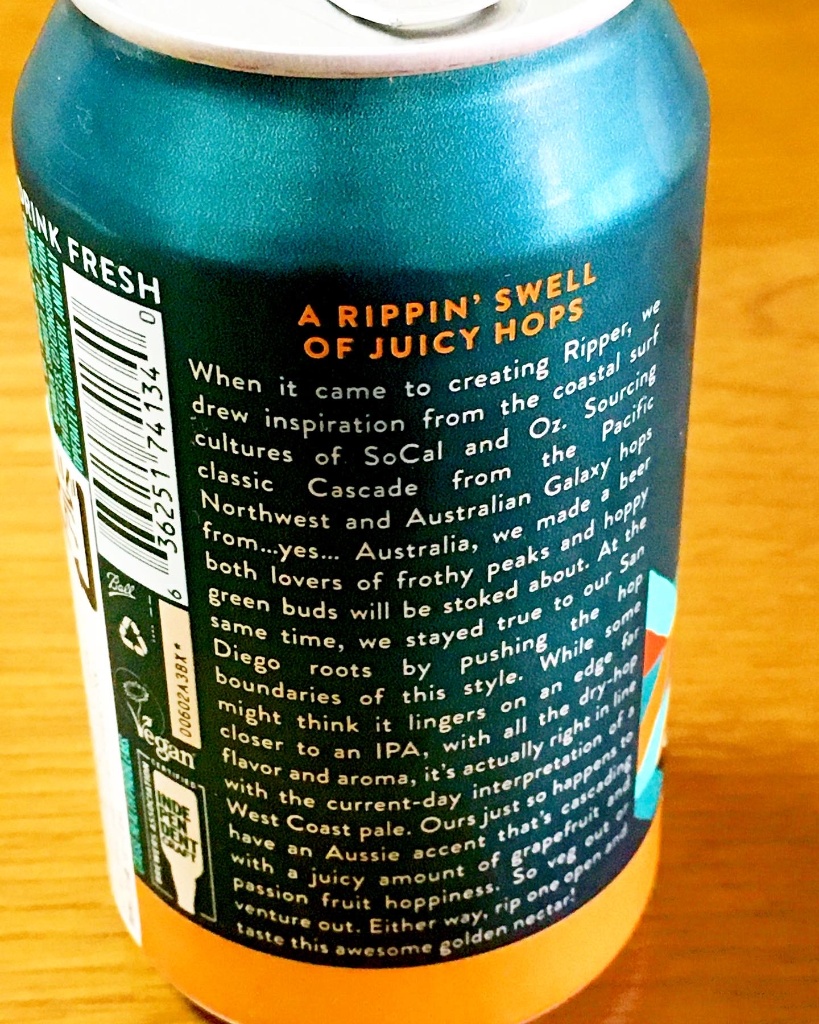 DRINK FRESH
A RIPPIN' SWELL
OF JUICY HOPS
When it came to creating Ripper, we
drew inspiration from the coastal surf
cultures of SoCal and Oz. Sourcing
classic Cascade from the Pacific
Northwest and Australian Galaxy hops
from...yes... Australia, we made a beer
both lovers of frothy peaks and hoppy
green buds will be stoked about. At the
same time, we stayed true to our San
Diego roots by pushing the hop
boundaries of this style. While some
might think it lingers on an edge far
closer to an IPA, with all the dry-hop
flavor and aroma, it's actually right in line
with the current-day interpretation of a
West Coast pale. Ours just so happens to
have an Aussie accent that's cascading
with a juicy amount of grapefruit and
passion fruit hoppiness. So veg out or
venture out. Either way, rip one open and
taste this awesome golden nectar!
6 36251 74134 0
Ball
00602A3BX*
Vegan
CERTIFIED
INDE
PEN
DENT
CRAFT
BREWERS ASSOCIATION